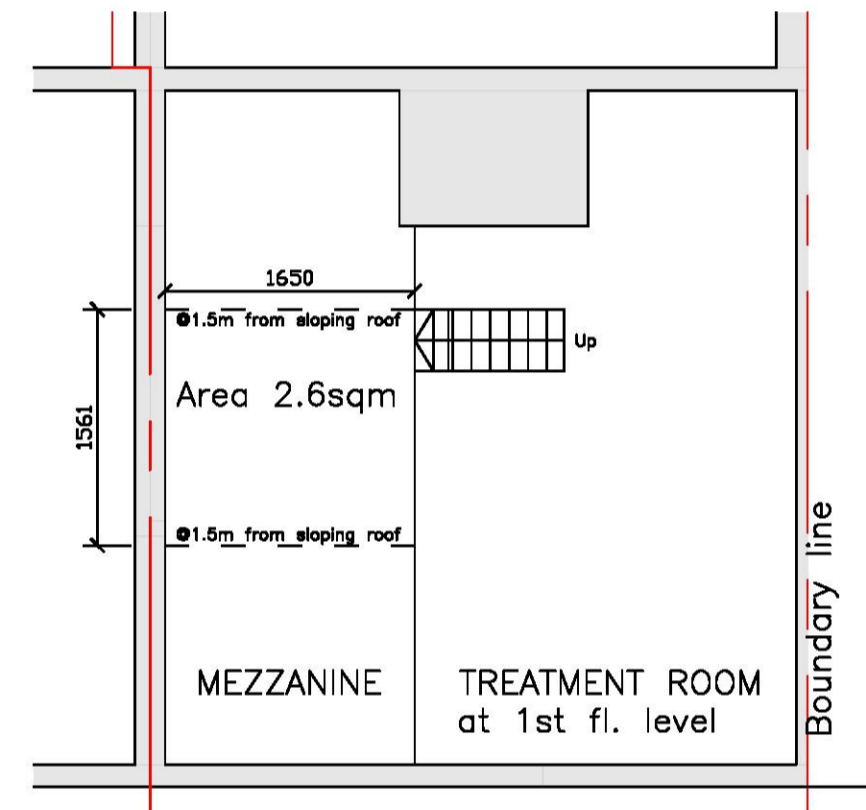 1650
@1.5m from sloping roof
Up
Area 2.6sqm
1561
@1.5m from sloping roof
Boundary line
MEZZANINE
TREATMENT ROOM
at 1st fl. level